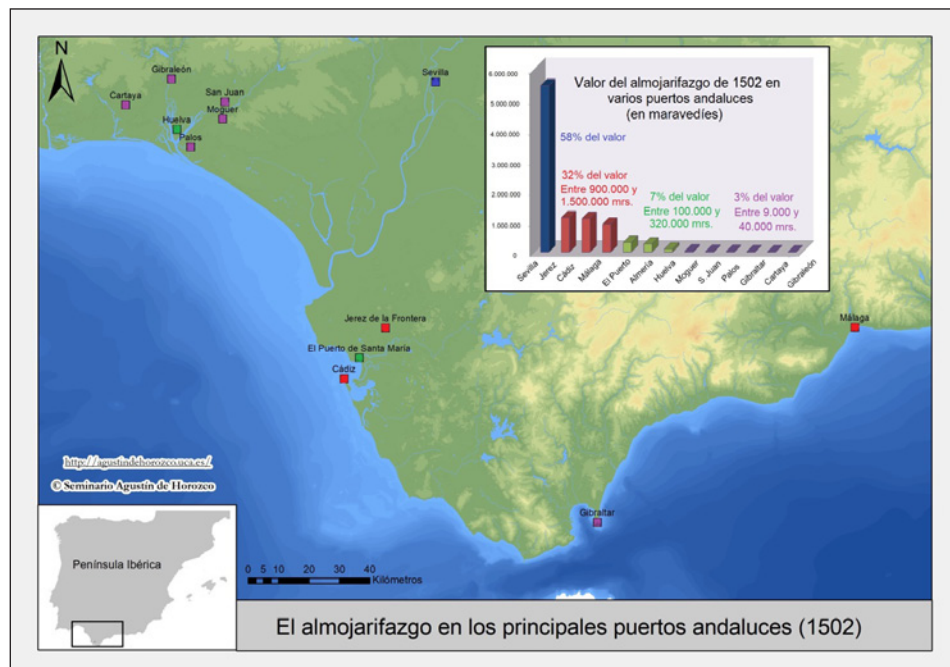 N
Gibraleón
Cartaya
San Juan
Moguer
Huelva
Palos
Sevilla
Valor del almojarifazgo de 1502 en
varios puertos andaluces
(en maravedíes)
6.000.000
5.000.000
4.000.000
3.000.000
2.000.000
1.000.000
0
58% del valor
32% del valor
Entre 900.000 y
1.500.000 mrs.
7% del valor
Entre 100.000 y
320.000 mrs.
3% del valor
Entre 9.000 y
40.000 mrs.
Sevilla
Jerez
Cádiz
Málaga
El Puerto
Almería
Huelva
Moguer
S. Juan
Palos
Gibraltar
Cartaya
Gibraleón
Jerez de la Frontera
El Puerto de Santa María
Cádiz
Málaga
Gibraltar
http://agustindehorozco.uca.es/
© Seminario Agustín de Horozco
Península Ibérica
0 5 10 20 30 40
Kilómetros
El almojarifazgo en los principales puertos andaluces (1502)